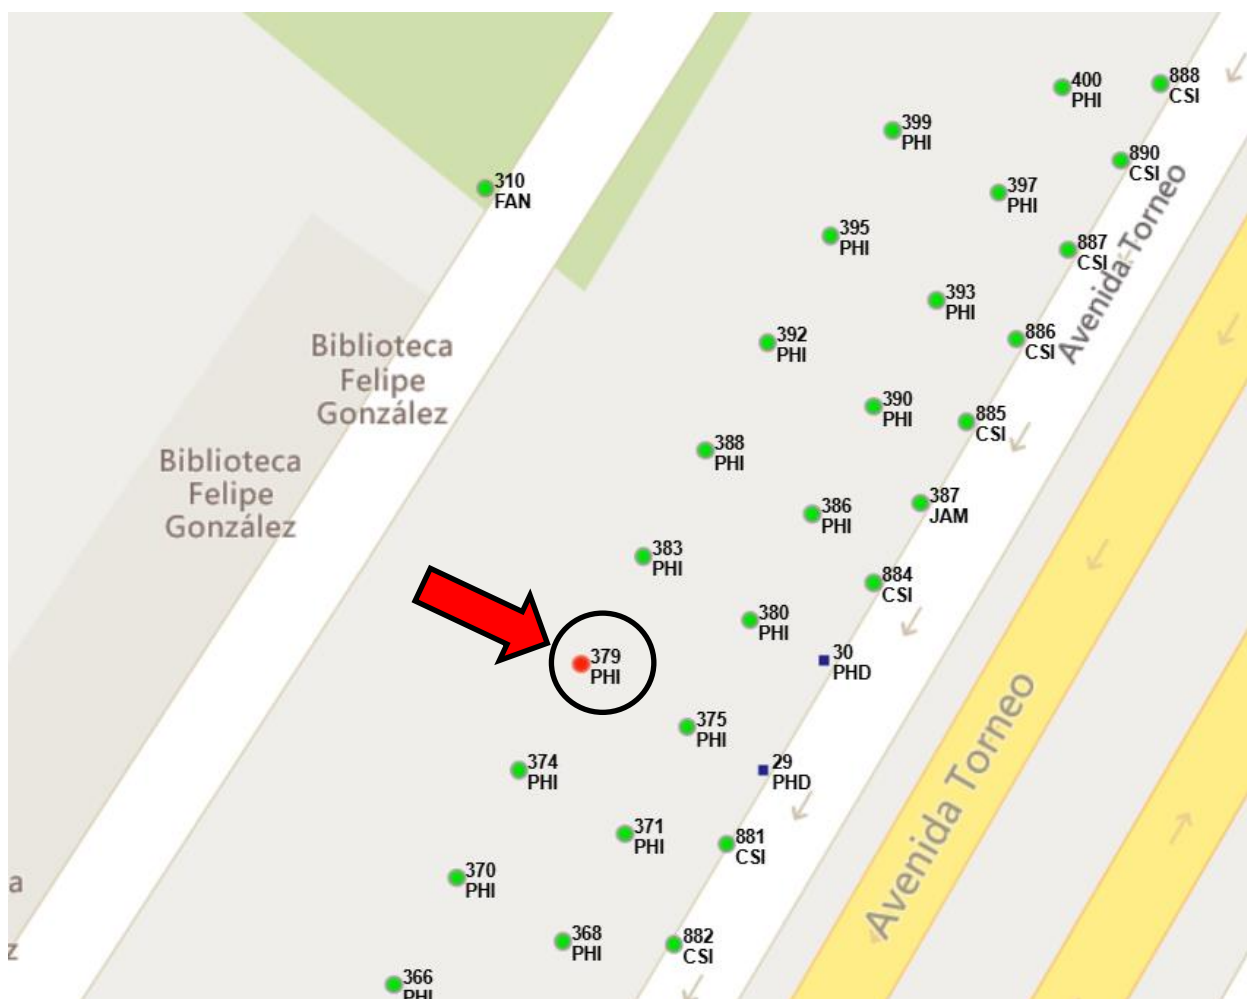 400
PHI
888
CSI
399
PHI
890
CSI
310
FAN
397
PHI
395
PHI
887
CSI
Avenida Torneo
393
PHI
392
PHI
886
CSI
Biblioteca
Felipe
González
390
PHI
885
CSI
388
PHI
Biblioteca
Felipe
González
387
JAM
386
PHI
383
PHI
884
CSI
380
PHI
379
PHI
30
PHD
Avenida Torneo
375
PHI
374
PHI
29
PHD
371
PHI
881
CSI
370
PHI
a
368
PHI
882
CSI
z
366
PHI